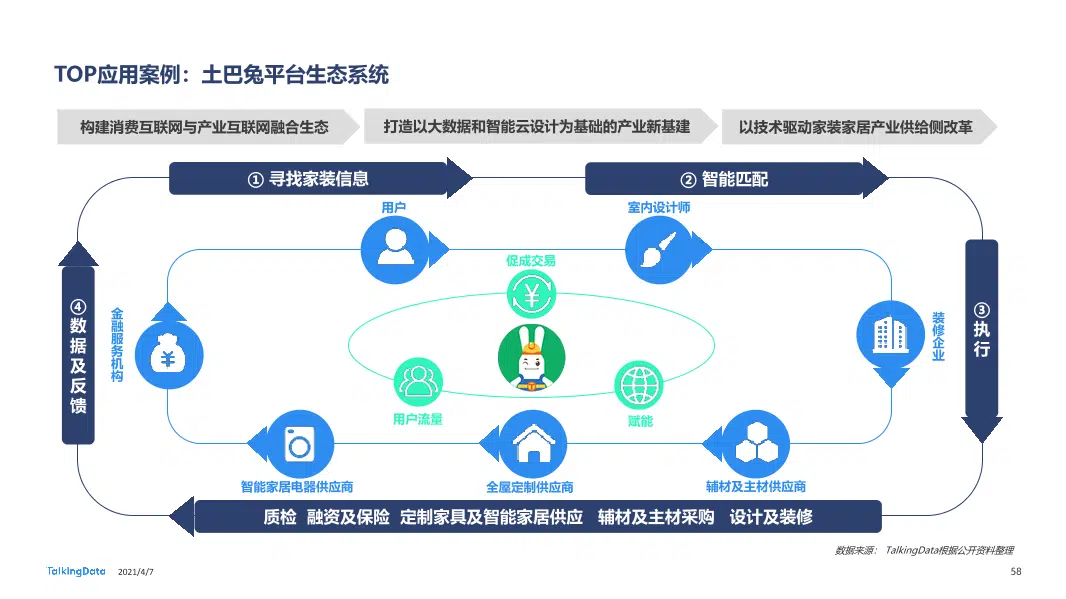 TOP应用案例：土巴兔平台生态系统
构建消费互联网与产业互联网融合生态
打造以大数据和智能云设计为基础的产业新基建
以技术驱动家装家居产业供给侧改革
① 寻找家装信息
② 智能匹配
用户
室内设计师
促成交易
④数据及反馈
金融服务机构
装修企业
③执行
用户流量
赋能
智能家居电器供应商
全屋定制供应商
辅材及主材供应商
质检 融资及保险 定制家具及智能家居供应 辅材及主材采购 设计及装修
数据来源： TalkingData根据公开资料整理
TalkingData 2021/4/7
58